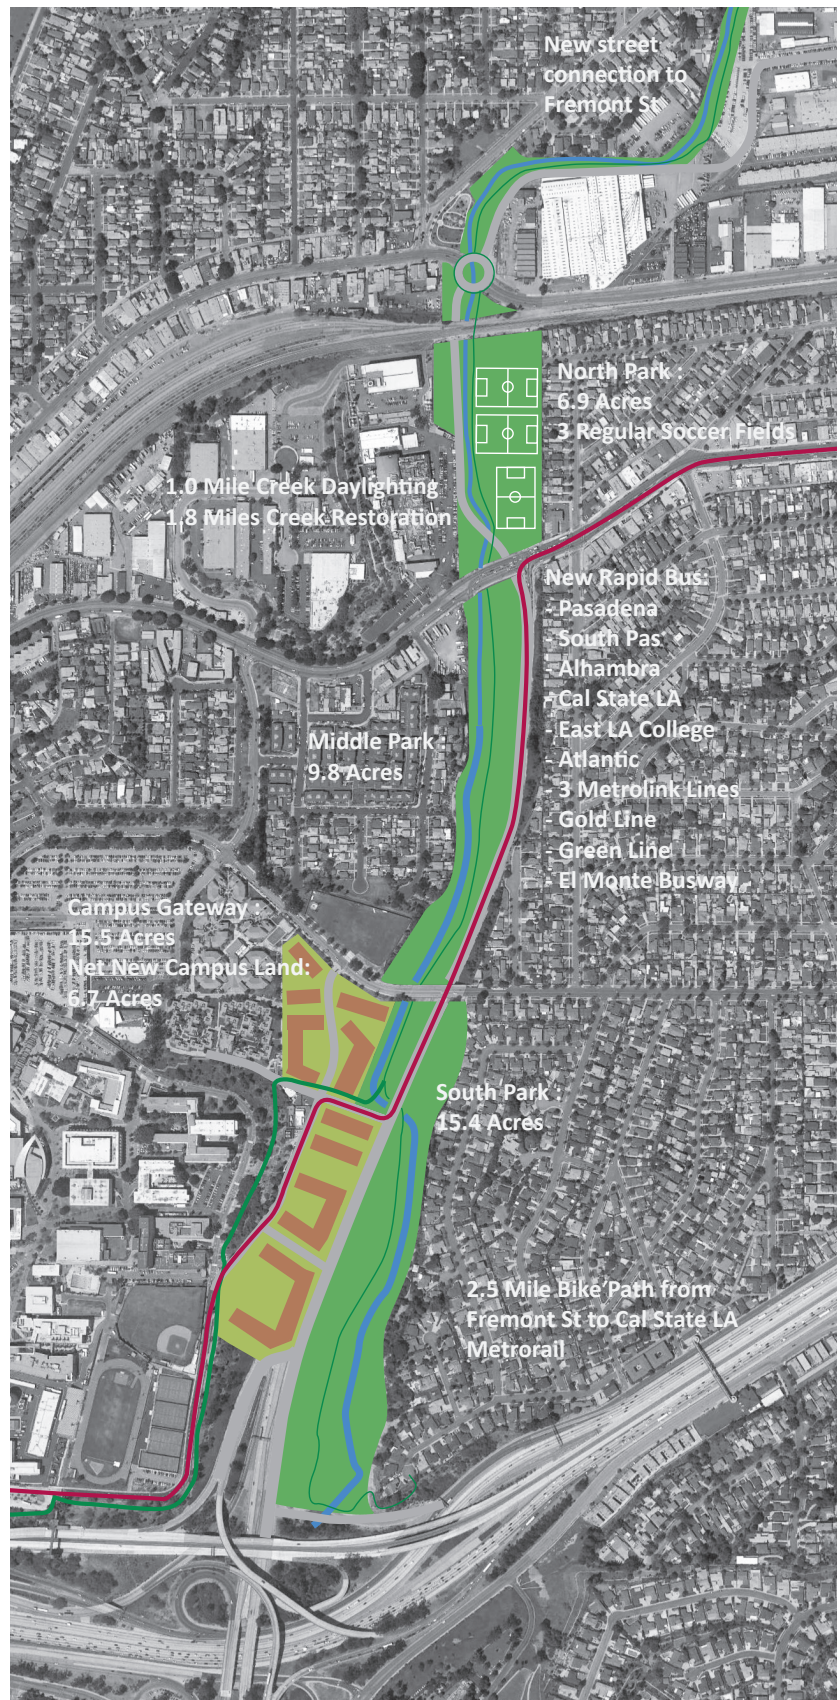 New street
connection to
Fremont St
North Park :
6.9 Acres
3 Regular Soccer Fields
1.0 Mile Creek Daylighting
1.8 Miles Creek Restoration
New Rapid Bus:
- Pasadena
- South Pas
- Alhambra
- Cal State LA
- East LA College
- Atlantic
- 3 Metrolink Lines
- Gold Line
- Green Line
- El Monte Busway
Middle Park :
9.8 Acres
Campus Gateway :
15.5 Acres
Net New Campus Land:
6.7 Acres
South Park :
15.4 Acres
2.5 Mile Bike Path from
Fremont St to Cal State LA
Metrorail